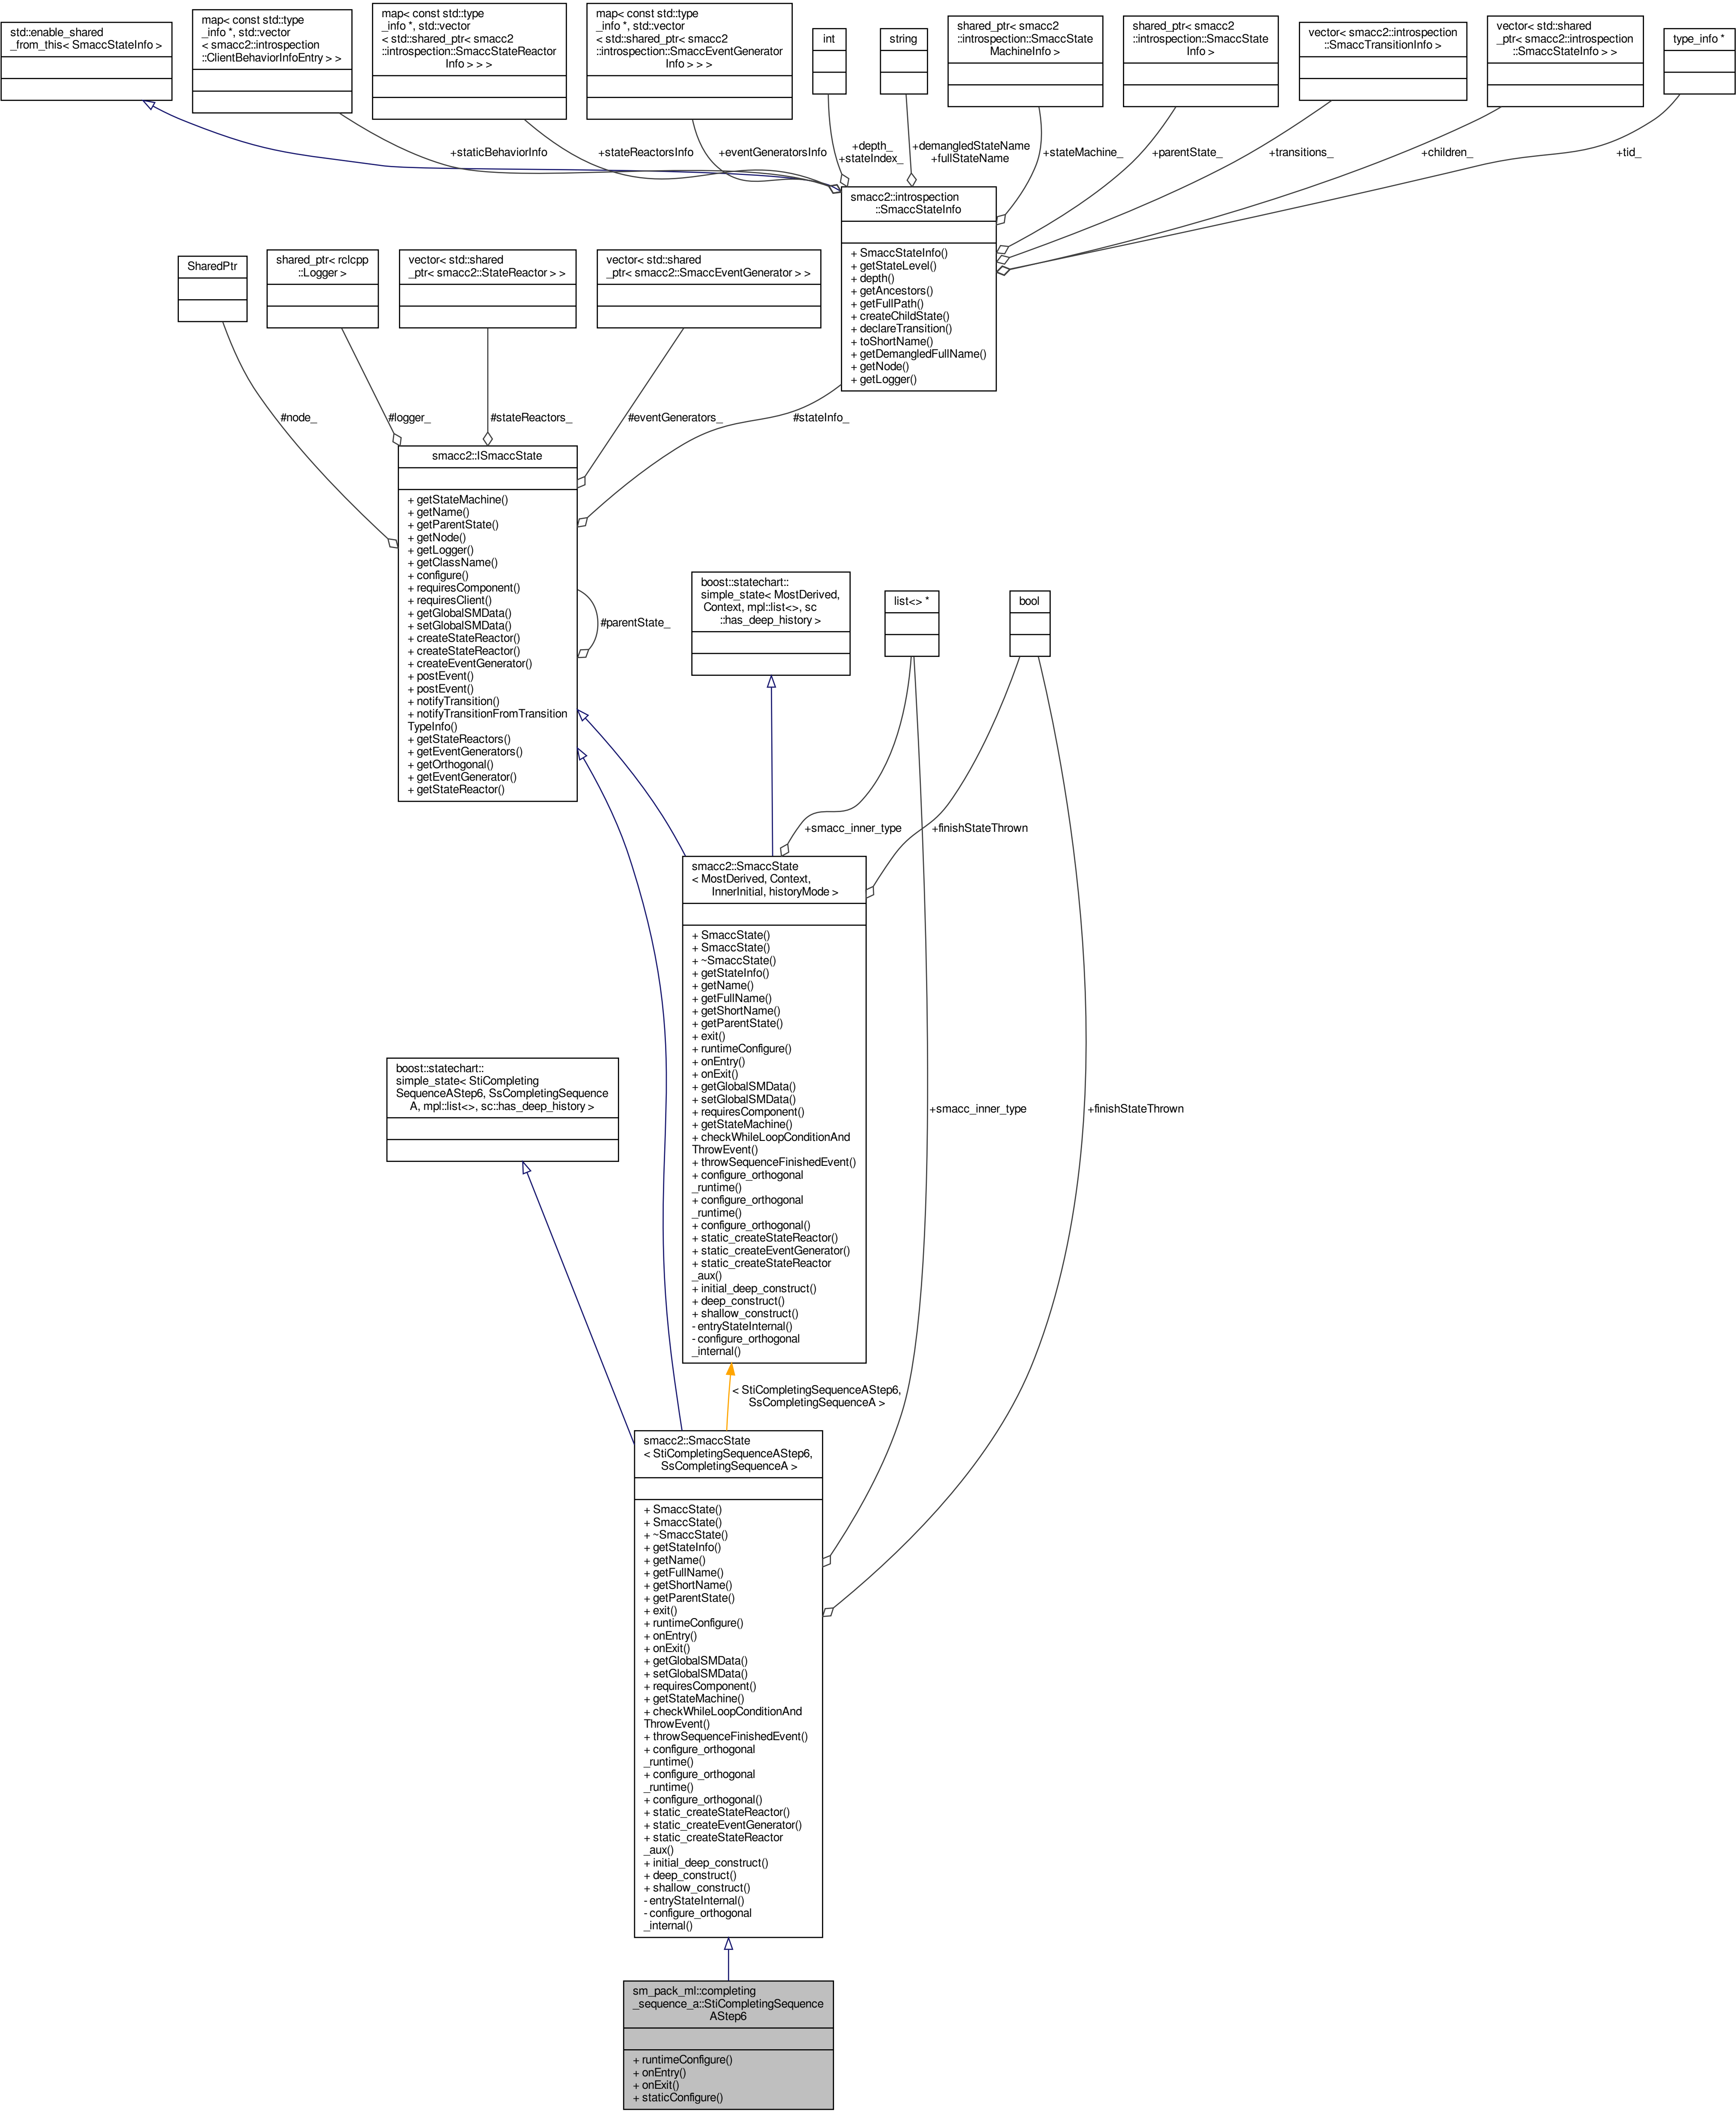 std::enable_shared
_from_this< SmaccStateInfo >
map< const std::type
_info *, std::vector
< smacc2::introspection
::ClientBehaviorInfoEntry > >
map< const std::type
_info *, std::vector
< std::shared_ptr< smacc2
::introspection::SmaccStateReactor
Info > > >
map< const std::type
_info *, std::vector
< std::shared_ptr< smacc2
::introspection::SmaccEventGenerator
Info > > >
int
string
shared_ptr< smacc2
::introspection::SmaccState
MachineInfo >
shared_ptr< smacc2
::introspection::SmaccState
Info >
vector< smacc2::introspection
::SmaccTransitionInfo >
vector< std::shared
_ptr< smacc2::introspection
::SmaccStateInfo > >
type_info *
+staticBehaviorInfo
+stateReactorsInfo
+eventGeneratorsInfo
+depth_
+stateIndex_
+demangledStateName
+fullStateName
+stateMachine_
+parentState_
+transitions_
+children_
+tid_
smacc2::introspection
::SmaccStateInfo
+ SmaccStateInfo()
+ getStateLevel()
+ depth()
+ getAncestors()
+ getFullPath()
+ createChildState()
+ declareTransition()
+ toShortName()
+ getDemangledFullName()
+ getNode()
+ getLogger()
SharedPtr
shared_ptr< rclcpp
::Logger >
vector< std::shared
_ptr< smacc2::StateReactor > >
vector< std::shared
_ptr< smacc2::SmaccEventGenerator > >
#node_
#logger_
#stateReactors_
#eventGenerators_
#stateInfo_
smacc2::ISmaccState
+ getStateMachine()
+ getName()
+ getParentState()
+ getNode()
+ getLogger()
+ getClassName()
+ configure()
+ requiresComponent()
+ requiresClient()
+ getGlobalSMData()
+ setGlobalSMData()
+ createStateReactor()
+ createStateReactor()
+ createEventGenerator()
+ postEvent()
+ postEvent()
+ notifyTransition()
+ notifyTransitionFromTransition
TypeInfo()
+ getStateReactors()
+ getEventGenerators()
+ getOrthogonal()
+ getEventGenerator()
+ getStateReactor()
#parentState_
boost::statechart::
simple_state< MostDerived,
Context, mpl::list<>, sc
::has_deep_history >
list<> *
bool
+smacc_inner_type
+finishStateThrown
smacc2::SmaccState
< MostDerived, Context,
InnerInitial, historyMode >
+ SmaccState()
+ SmaccState()
+ ~SmaccState()
+ getStateInfo()
+ getName()
+ getFullName()
+ getShortName()
+ getParentState()
+ exit()
+ runtimeConfigure()
+ onEntry()
+ onExit()
+ getGlobalSMData()
+ setGlobalSMData()
+ requiresComponent()
+ getStateMachine()
+ checkWhileLoopConditionAnd
ThrowEvent()
+ throwSequenceFinishedEvent()
+ configure_orthogonal
_runtime()
+ configure_orthogonal
_runtime()
+ configure_orthogonal()
+ static_createStateReactor()
+ static_createEventGenerator()
+ static_createStateReactor
_aux()
+ initial_deep_construct()
+ deep_construct()
+ shallow_construct()
- entryStateInternal()
- configure_orthogonal
_internal()
boost::statechart::
simple_state< StiCompleting
SequenceAStep6, SsCompletingSequence
A, mpl::list<>, sc::has_deep_history >
+smacc_inner_type
+finishStateThrown
< StiCompletingSequenceAStep6,
SsCompletingSequenceA >
smacc2::SmaccState
< StiCompletingSequenceAStep6,
SsCompletingSequenceA >
+ SmaccState()
+ SmaccState()
+ ~SmaccState()
+ getStateInfo()
+ getName()
+ getFullName()
+ getShortName()
+ getParentState()
+ exit()
+ runtimeConfigure()
+ onEntry()
+ onExit()
+ getGlobalSMData()
+ setGlobalSMData()
+ requiresComponent()
+ getStateMachine()
+ checkWhileLoopConditionAnd
ThrowEvent()
+ throwSequenceFinishedEvent()
+ configure_orthogonal
_runtime()
+ configure_orthogonal
_runtime()
+ configure_orthogonal()
+ static_createStateReactor()
+ static_createEventGenerator()
+ static_createStateReactor
_aux()
+ initial_deep_construct()
+ deep_construct()
+ shallow_construct()
- entryStateInternal()
- configure_orthogonal
_internal()
sm_pack_ml::completing
_sequence_a::StiCompletingSequence
AStep6
+ runtimeConfigure()
+ onEntry()
+ onExit()
+ staticConfigure()